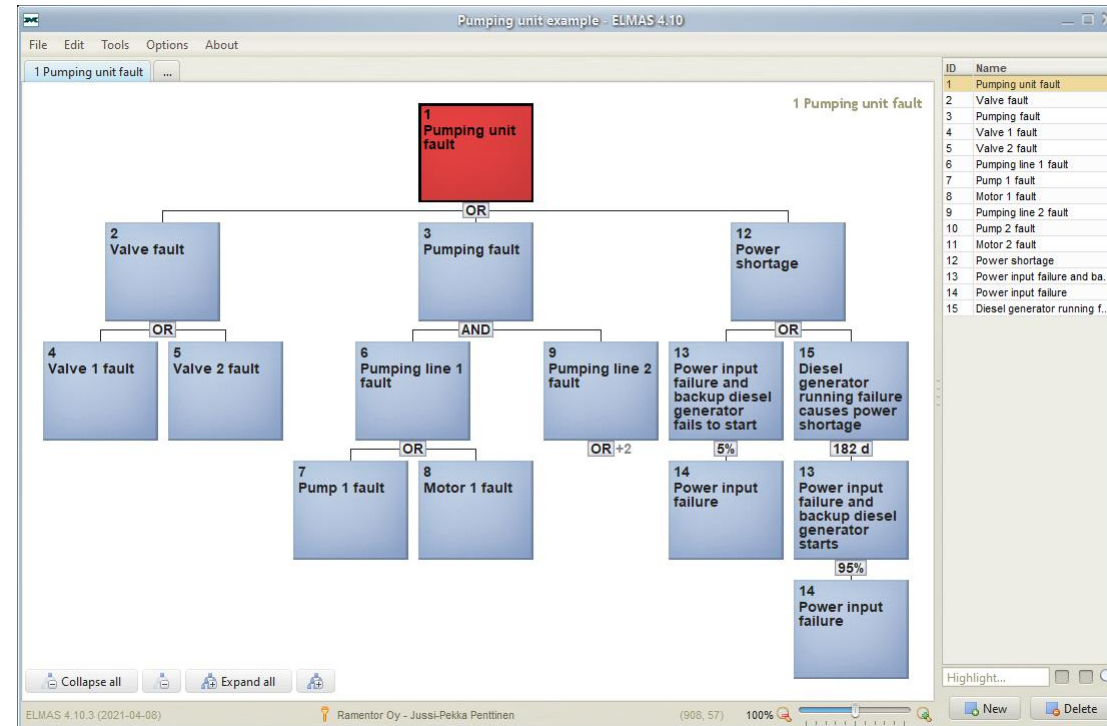 Pumping unit example - ELMAS 4.10
File Edit Tools Options About
1 Pumping unit fault ...
1 Pumping unit fault
1
Pumping unit
fault
OR
2
Valve fault
3
Pumping fault
12
Power
shortage
OR
AND
OR
4
Valve 1 fault
5
Valve 2 fault
6
Pumping line 1
fault
9
Pumping line 2
fault
13
Power input
failure and
backup diesel
generator
fails to start
15
Diesel
generator
running failure
causes power
shortage
OR
OR +2
5%
182 d
7
Pump 1 fault
8
Motor 1 fault
14
Power input
failure
13
Power input
failure and
backup diesel
generator
starts
95%
14
Power input
failure
Collapse all
Expand all
ELMAS 4.10.3 (2021-04-08)
Ramentor Oy - Jussi-Pekka Penttinen
(908, 57)
100%
ID Name
1 Pumping unit fault
2 Valve fault
3 Pumping fault
4 Valve 1 fault
5 Valve 2 fault
6 Pumping line 1 fault
7 Pump 1 fault
8 Motor 1 fault
9 Pumping line 2 fault
10 Pump 2 fault
11 Motor 2 fault
12 Power shortage
13 Power input failure and ba..
14 Power input failure
15 Diesel generator running f...
Highlight...
New
Delete